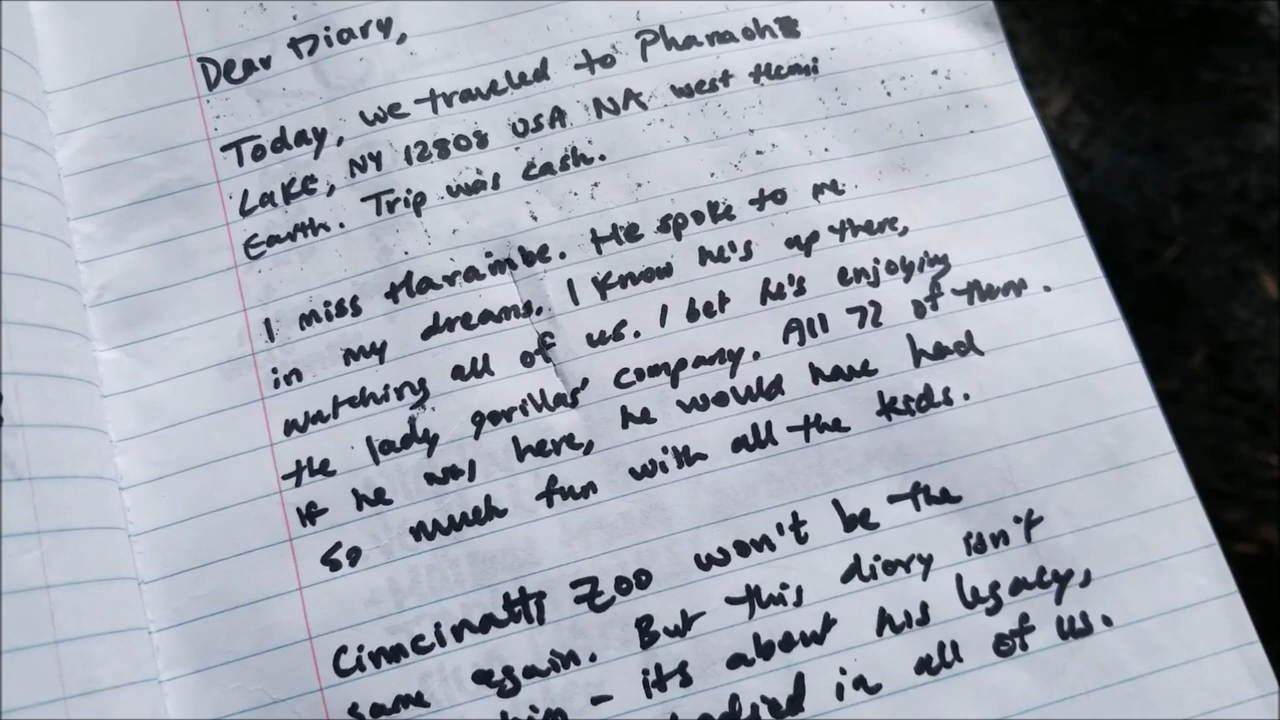 Dear Diary,
Today, we traveled to Pharaoh
Lake, NY 12808 USA NA west Hemi
Earth. Trip was cash.
I miss Harambe. He spoke to me
in my dreams. I know he's up there,
watching all of us. I bet he's enjoying
the lady gorillas' company. All 72 of them.
If he was here, he would have had
so much fun with all the kids.
Cinncinatti Zoo won't be the
same again. But this diary isn't
him - its about his legacy,
in all of us.